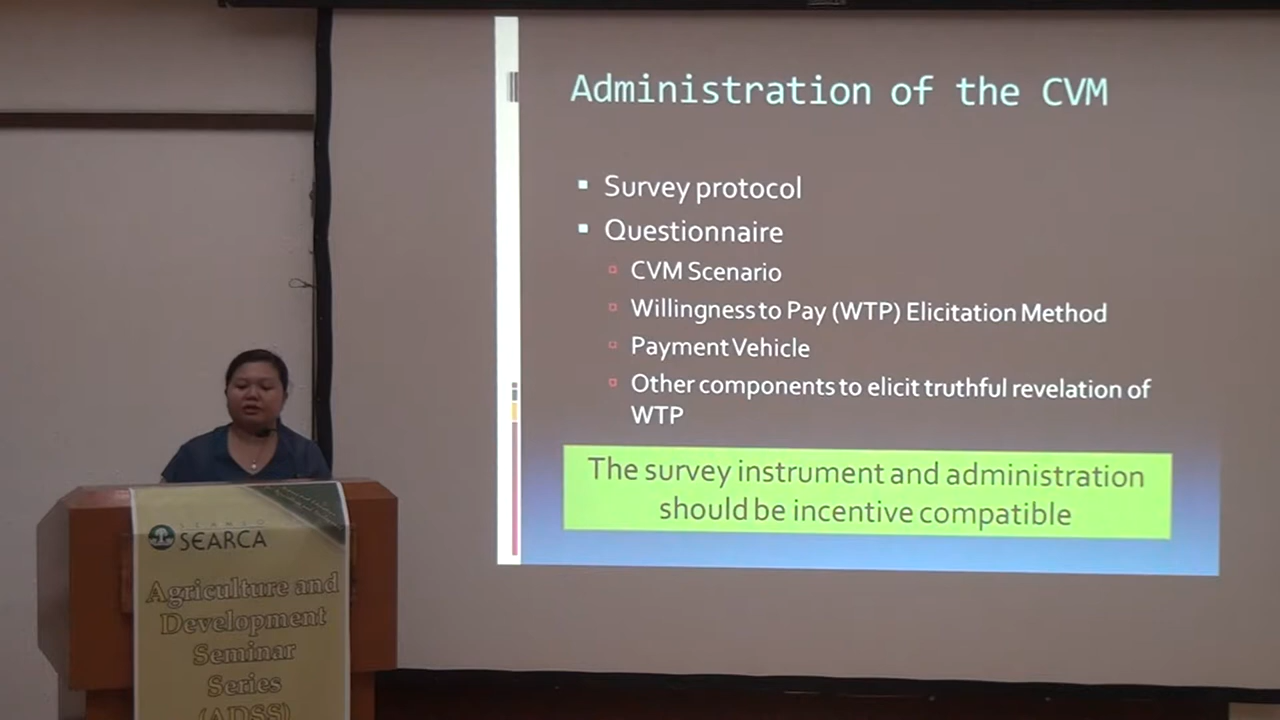 Administration of the CVM
Survey protocol
Questionnaire
CVM Scenario
Willingness to Pay (WTP) Elicitation Method
Payment Vehicle
Other components to elicit truthful revelation of
WTP
The survey instrument and administration
should be incentive compatible
SEAMEO
SEARCA
Agriculture and
Development
Seminar
Series
(ADSS)